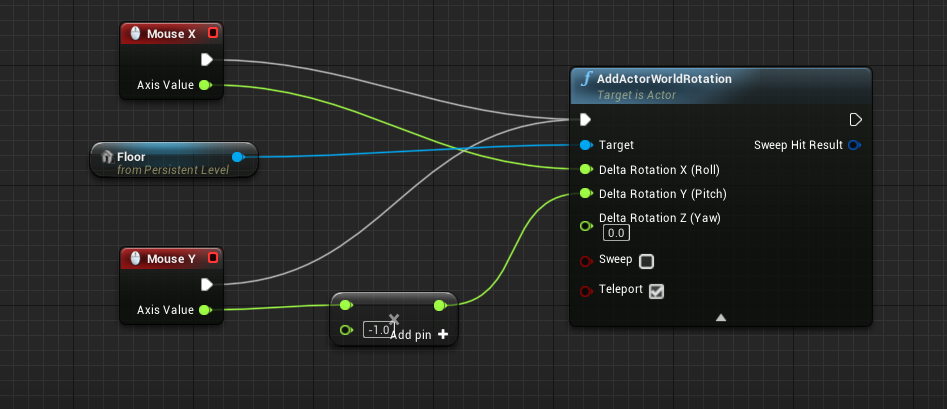 Mouse X
Axis Value
Floor
from Persistent Level
Mouse Y
Axis Value
-1.0
Add pin
AddActorWorldRotation
Target is Actor
Target
Sweep Hit Result
Delta Rotation X (Roll)
Delta Rotation Y (Pitch)
Delta Rotation Z (Yaw)
0.0
Sweep
Teleport